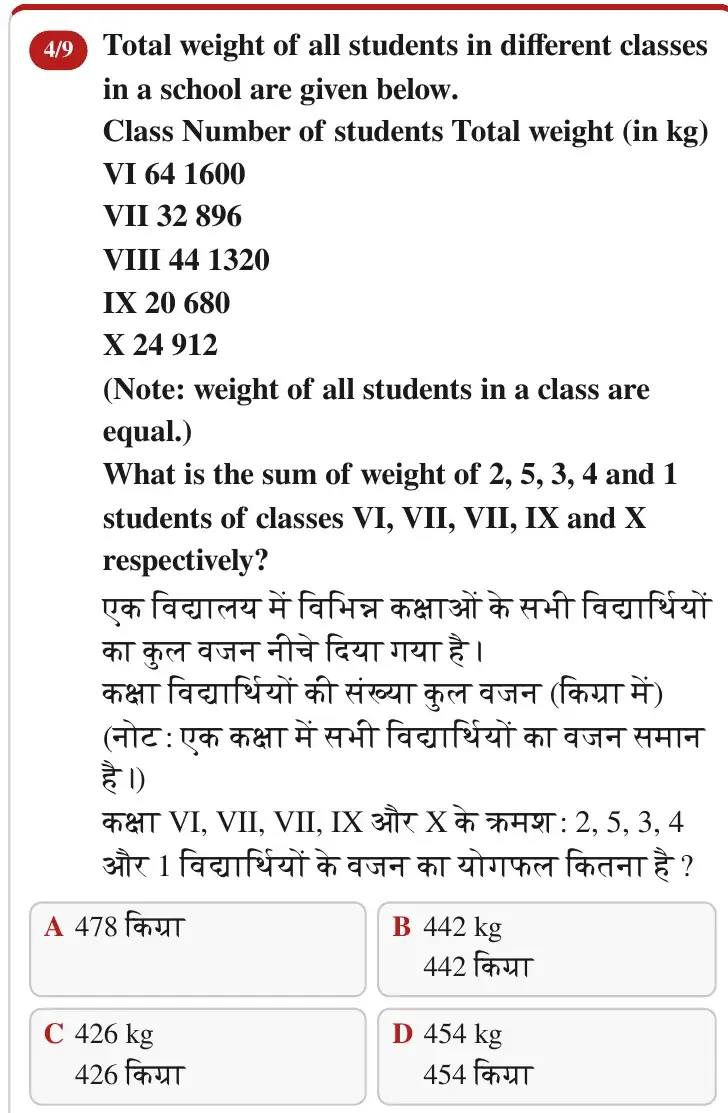 4/9 Total weight of all students in different classes
in a school are given below.
Class Number of students Total weight (in kg)
VI 64 1600
VII 32 896
VIII 44 1320
IX 20 680
X 24 912
(Note: weight of all students in a class are
equal.)
What is the sum of weight of 2, 5, 3, 4 and 1
students of classes VI, VII, VII, IX and X
respectively?
एक विद्यालय में विभिन्न कक्षाओं के सभी विद्यार्थियों
का कुल वजन नीचे दिया गया है।
कक्षा विद्यार्थियों की संख्या कुल वजन (किग्रा में)
(नोट: एक कक्षा में सभी विद्यार्थियों का वजन समान
है।)
कक्षा VI, VII, VII, IX और X के क्रमश: 2, 5, 3, 4
और 1 विद्यार्थियों के वजन का योगफल कितना है?
A 478 किग्रा
B 442 kg
442 किग्रा
C 426 kg
426 किग्रा
D 454 kg
454 किग्रा